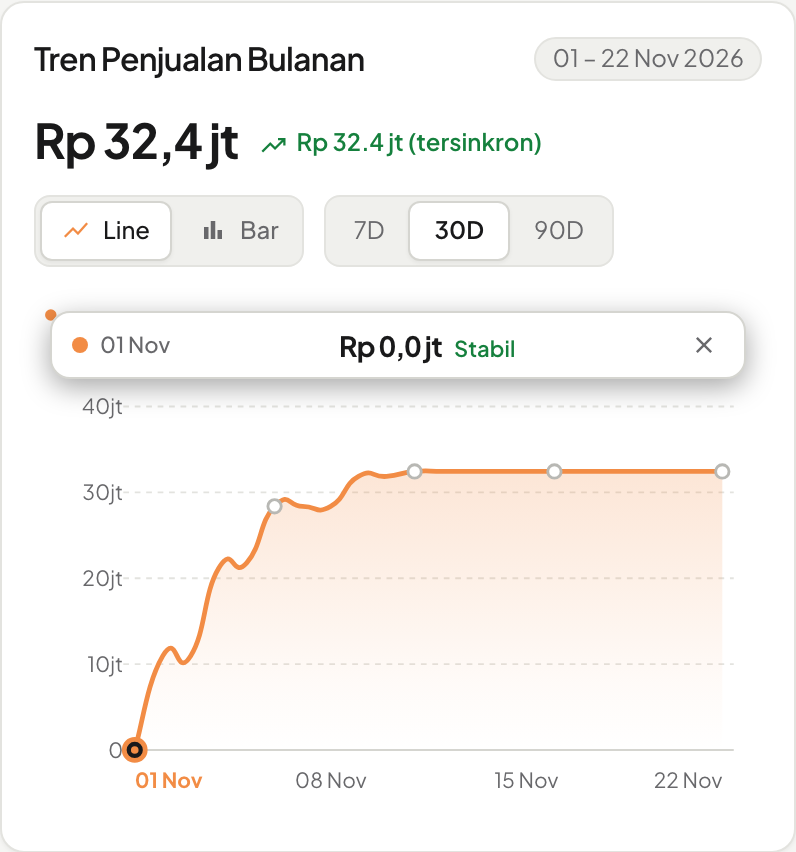 Tren Penjualan Bulanan
01 – 22 Nov 2026
Rp 32,4 jt
Rp 32.4 jt (tersinkron)
Line
Bar
7D
30D
90D
01 Nov
Rp 0,0 jt
Stabil
40jt
30jt
20jt
10jt
0
01 Nov
08 Nov
15 Nov
22 Nov